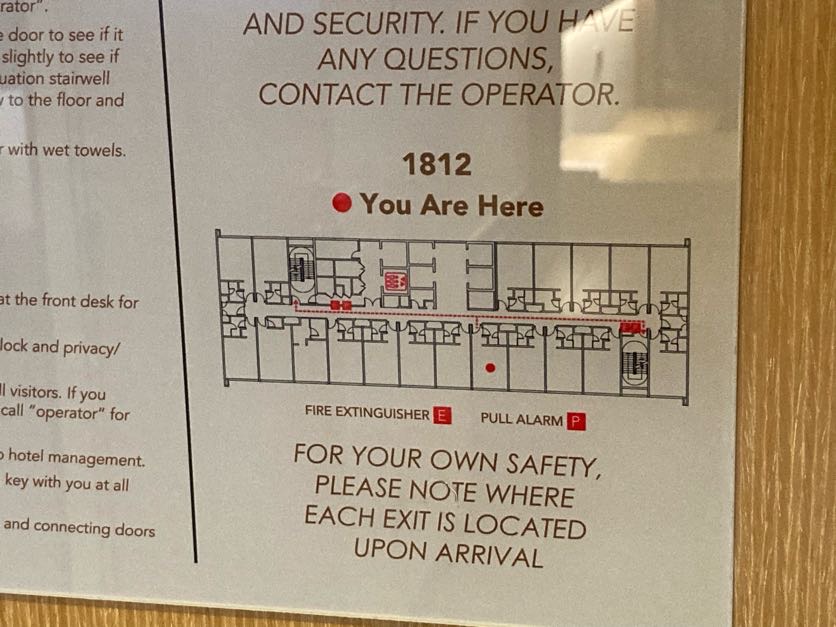 rator".
e door to see if it
slightly to see if
uation stairwell
to the floor and
with wet towels.
at the front desk for
lock and privacy/
ll visitors. If you
call "operator" for
o hotel management.
key with you at all
and connecting doors
AND SECURITY. IF YOU HAVE
ANY QUESTIONS,
CONTACT THE OPERATOR.
1812
You Are Here
FIRE EXTINGUISHER E PULL ALARM P
FOR YOUR OWN SAFETY,
PLEASE NOTE WHERE
EACH EXIT IS LOCATED
UPON ARRIVAL